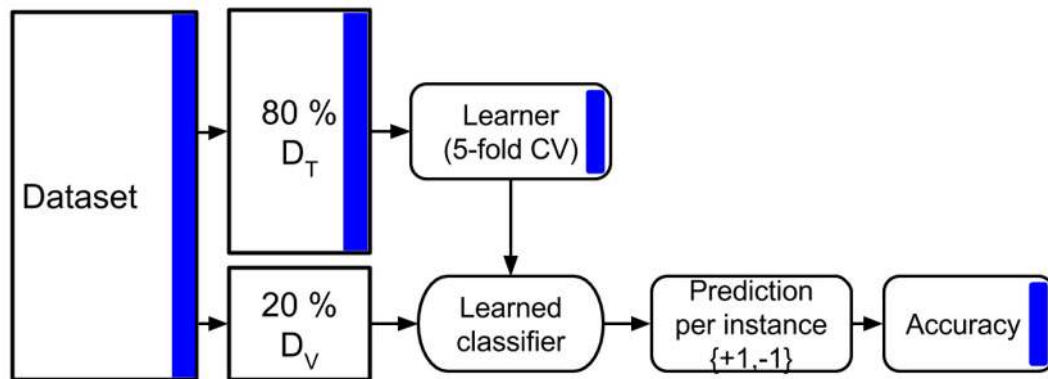 Dataset
80 %
D_T
Learner
(5-fold CV)
20 %
D_V
Learned
classifier
Prediction
per instance
{+1,-1}
Accuracy